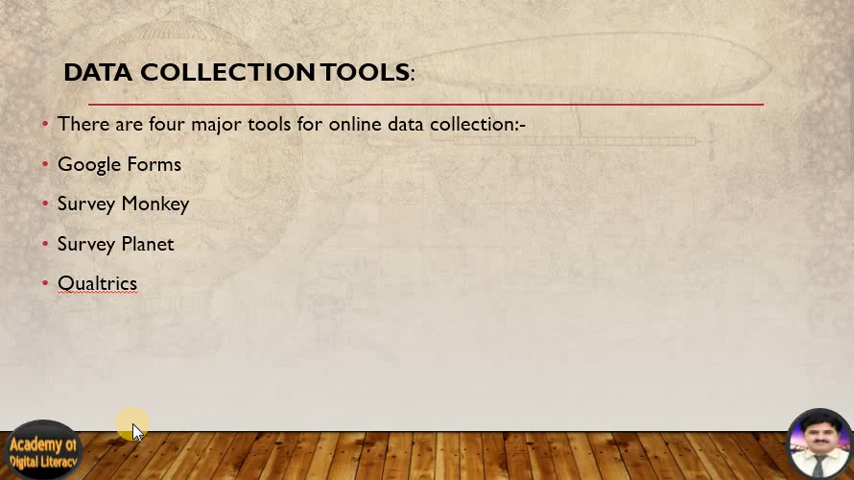 DATA COLLECTION TOOLS:
There are four major tools for online data collection:-
Google Forms
Survey Monkey
Survey Planet
Qualtrics
Academy of
Digital Literacy